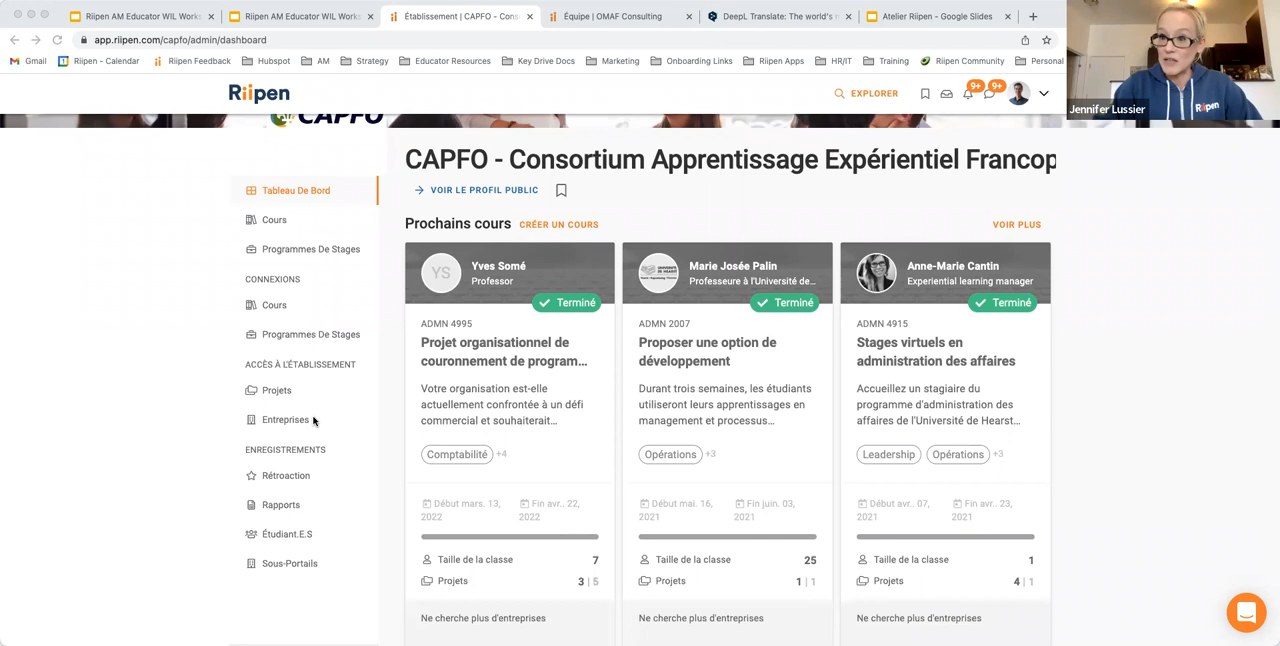 Riipen AM Educator WIL Works
Riipen AM Educator WIL Works
Établissement | CAPFO - Cons
Équipe | OMAF Consulting
DeepL Translate: The world's
Atelier Riipen - Google Slides
app.riipen.com/capfo/admin/dashboard
Gmail
Riipen - Calendar
Riipen Feedback
Hubspot
AM
Strategy
Educator Resources
Key Drive Docs
Marketing
Onboarding Links
Riipen Apps
HR/IT
Training
Riipen Community
Personal
Riipen
EXPLORER
9+
9+
Riipen
Jennifer Lussier
CAPFO
CAPFO - Consortium Apprentissage Expérientiel Francop
VOIR LE PROFIL PUBLIC
Tableau De Bord
Cours
Programmes De Stages
CONNEXIONS
Cours
Programmes De Stages
ACCÈS À L'ÉTABLISSEMENT
Projets
Entreprises
ENREGISTREMENTS
Rétroaction
Rapports
Étudiant.E.S
Sous-Portails
Prochains cours
CRÉER UN COURS
VOIR PLUS
YS
Yves Somé
Professor
Terminé
ADMN 4995
Projet organisationnel de
couronnement de program...
Votre organisation est-elle
actuellement confrontée à un défi
commercial et souhaiterait...
Comptabilité
+4
Début mars. 13,
2022
Fin avr.. 22,
2022
Taille de la classe
7
Projets
3 | 5
Ne cherche plus d'entreprises
Marie Josée Palin
Professeure à l'Université de...
Terminé
ADMN 2007
Proposer une option de
développement
Durant trois semaines, les étudiants
utiliseront leurs apprentissages en
management et processus...
Opérations
+3
Début mai. 16,
2021
Fin juin. 03,
2021
Taille de la classe
25
Projets
1 | 1
Ne cherche plus d'entreprises
Anne-Marie Cantin
Experiential learning manager
Terminé
ADMN 4915
Stages virtuels en
administration des affaires
Accueillez un stagiaire du
programme d'administration des
affaires de l'Université de Hearst...
Leadership
Opérations
+3
Début avr.. 07,
2021
Fin avr.. 23,
2021
Taille de la classe
1
Projets
4 | 1
Ne cherche plus d'entreprises